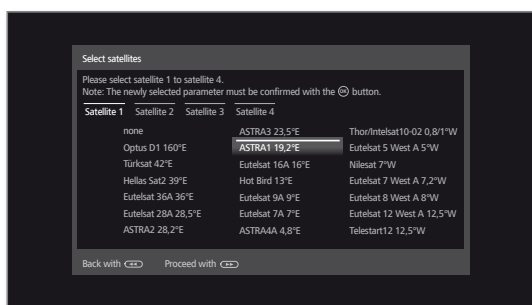 Select satellites
Please select satellite 1 to satellite 4.
Note: The newly selected parameter must be confirmed with the OK button.
Satellite 1 Satellite 2 Satellite 3 Satellite 4
none ASTRA3 23,5°E Thor/Intelsat10-02 0,8/1°W
Optus D1 160°E ASTRA1 19,2°E Eutelsat 5 West A 5°W
Türksat 42°E Eutelsat 16A 16°E Nilesat 7°W
Hellas Sat2 39°E Hot Bird 13°E Eutelsat 7 West A 7,2°W
Eutelsat 36A 36°E Eutelsat 9A 9°E Eutelsat 8 West A 8°W
Eutelsat 28A 28,5°E Eutelsat 7A 7°E Eutelsat 12 West A 12,5°W
ASTRA2 28,2°E ASTRA4A 4,8°E Telestart12 12,5°W
Back with Proceed with